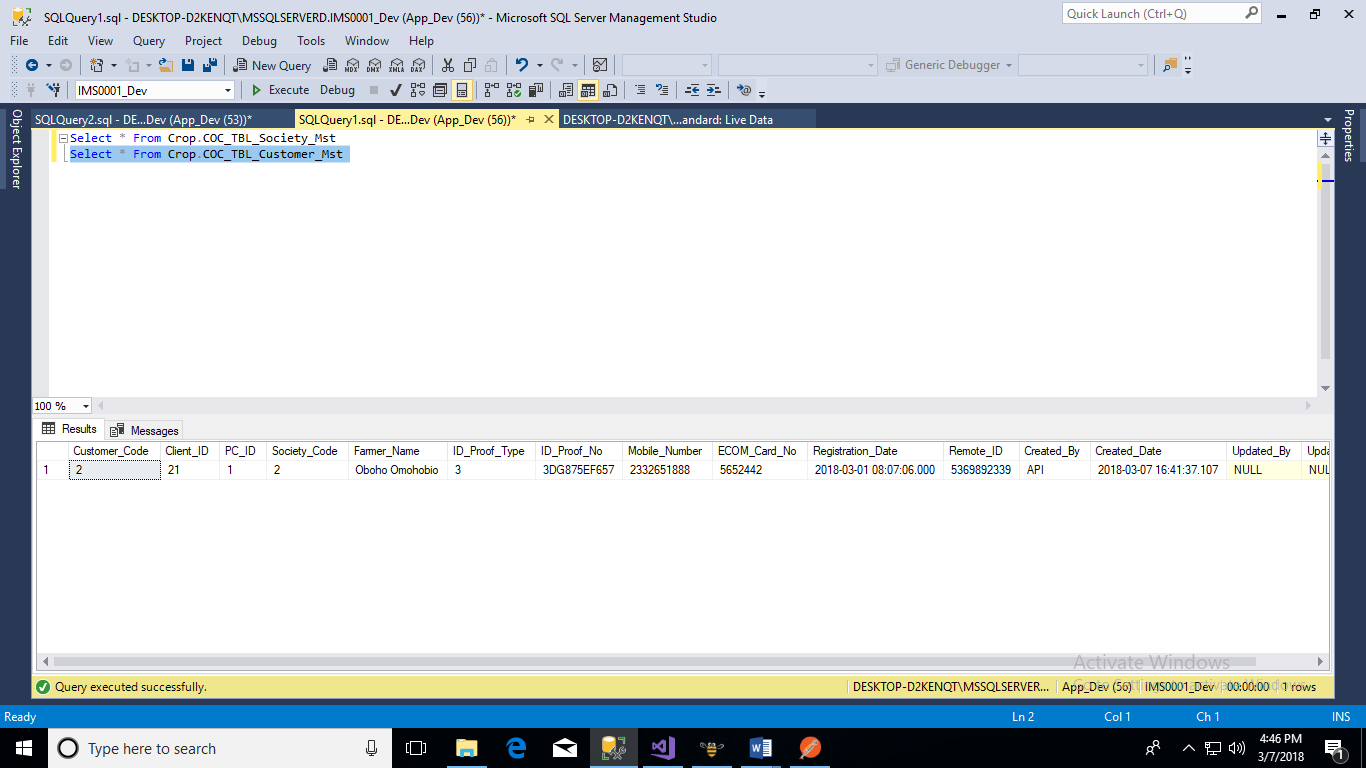 SQLQuery1.sql - DESKTOP-D2KENQT\MSSQLSERVERD.IMS0001_Dev (App_Dev (56))* - Microsoft SQL Server Management Studio
Quick Launch (Ctrl+Q)
File Edit View Query Project Debug Tools Window Help
New Query MDX DMX XMLA DAX Generic Debugger
IMS0001_Dev Execute Debug
Object Explorer
SQLQuery2.sql - DE...Dev (App_Dev (53))* SQLQuery1.sql - DE...Dev (App_Dev (56))* DESKTOP-D2KENQT\...andard: Live Data
Properties
Select * From Crop.COC_TBL_Society_Mst
Select * From Crop.COC_TBL_Customer_Mst
100 %
Results Messages
Customer_Code Client_ID PC_ID Society_Code Farmer_Name ID_Proof_Type ID_Proof_No Mobile_Number ECOM_Card_No Registration_Date Remote_ID Created_By Created_Date Updated_By Upda
1 2 21 1 2 Oboho Omohobio 3 3DG875EF657 2332651888 5652442 2018-03-01 08:07:06.000 5369892339 API 2018-03-07 16:41:37.107 NULL NUL
Activate Windows
Query executed successfully. DESKTOP-D2KENQT\MSSQLSERVER... App_Dev (56) IMS0001_Dev 00:00:00 1 rows
Ready Ln 2 Col 1 Ch 1 INS
Type here to search
4:46 PM
3/7/2018
1